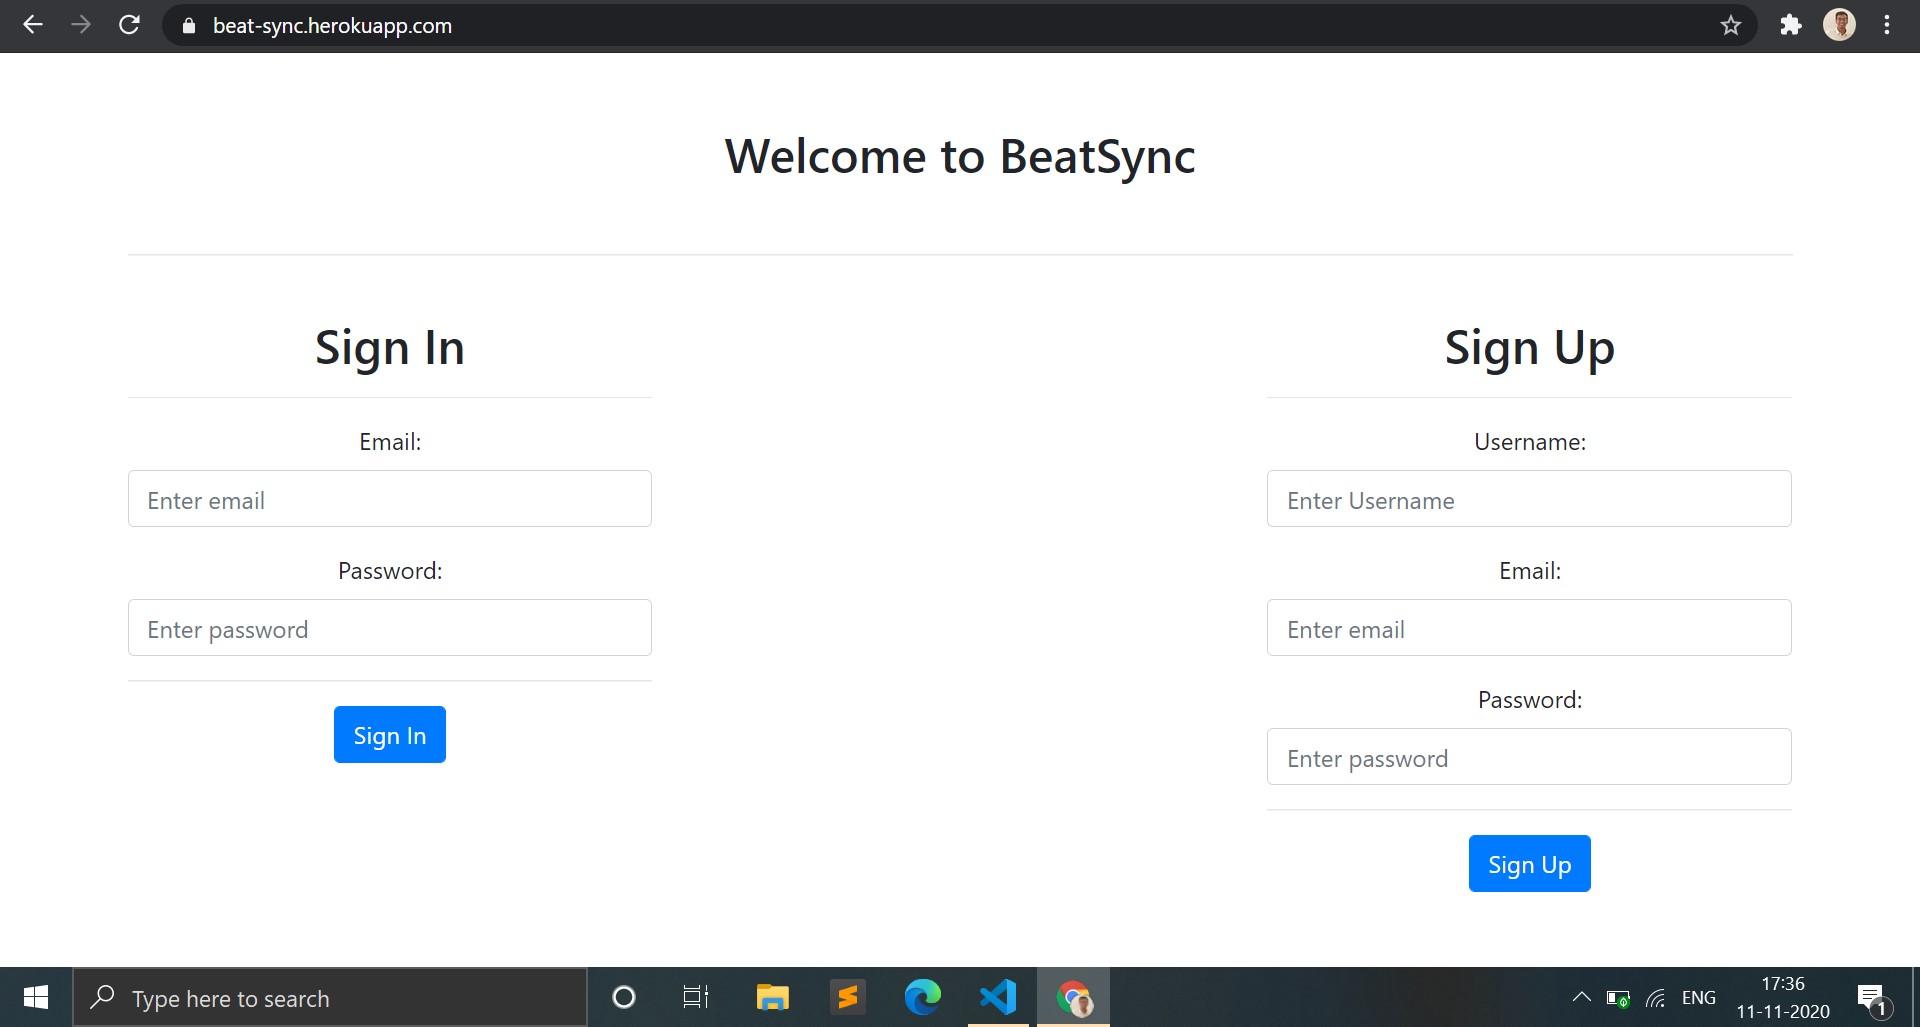 beat-sync.herokuapp.com
Welcome to BeatSync
Sign In
Email:
Enter email
Password:
Enter password
Sign In
Sign Up
Username:
Enter Username
Email:
Enter email
Password:
Enter password
Sign Up
Type here to search
ENG
17:36
11-11-2020
1